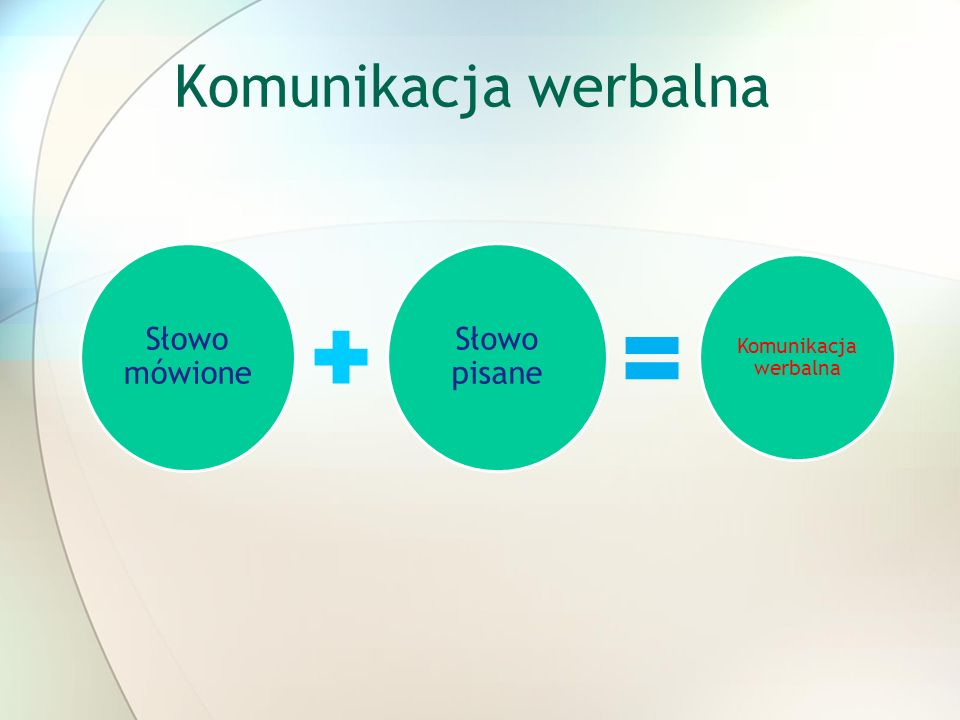 Komunikacja werbalna
Słowo
mówione
Słowo
pisane
Komunikacja
werbalna